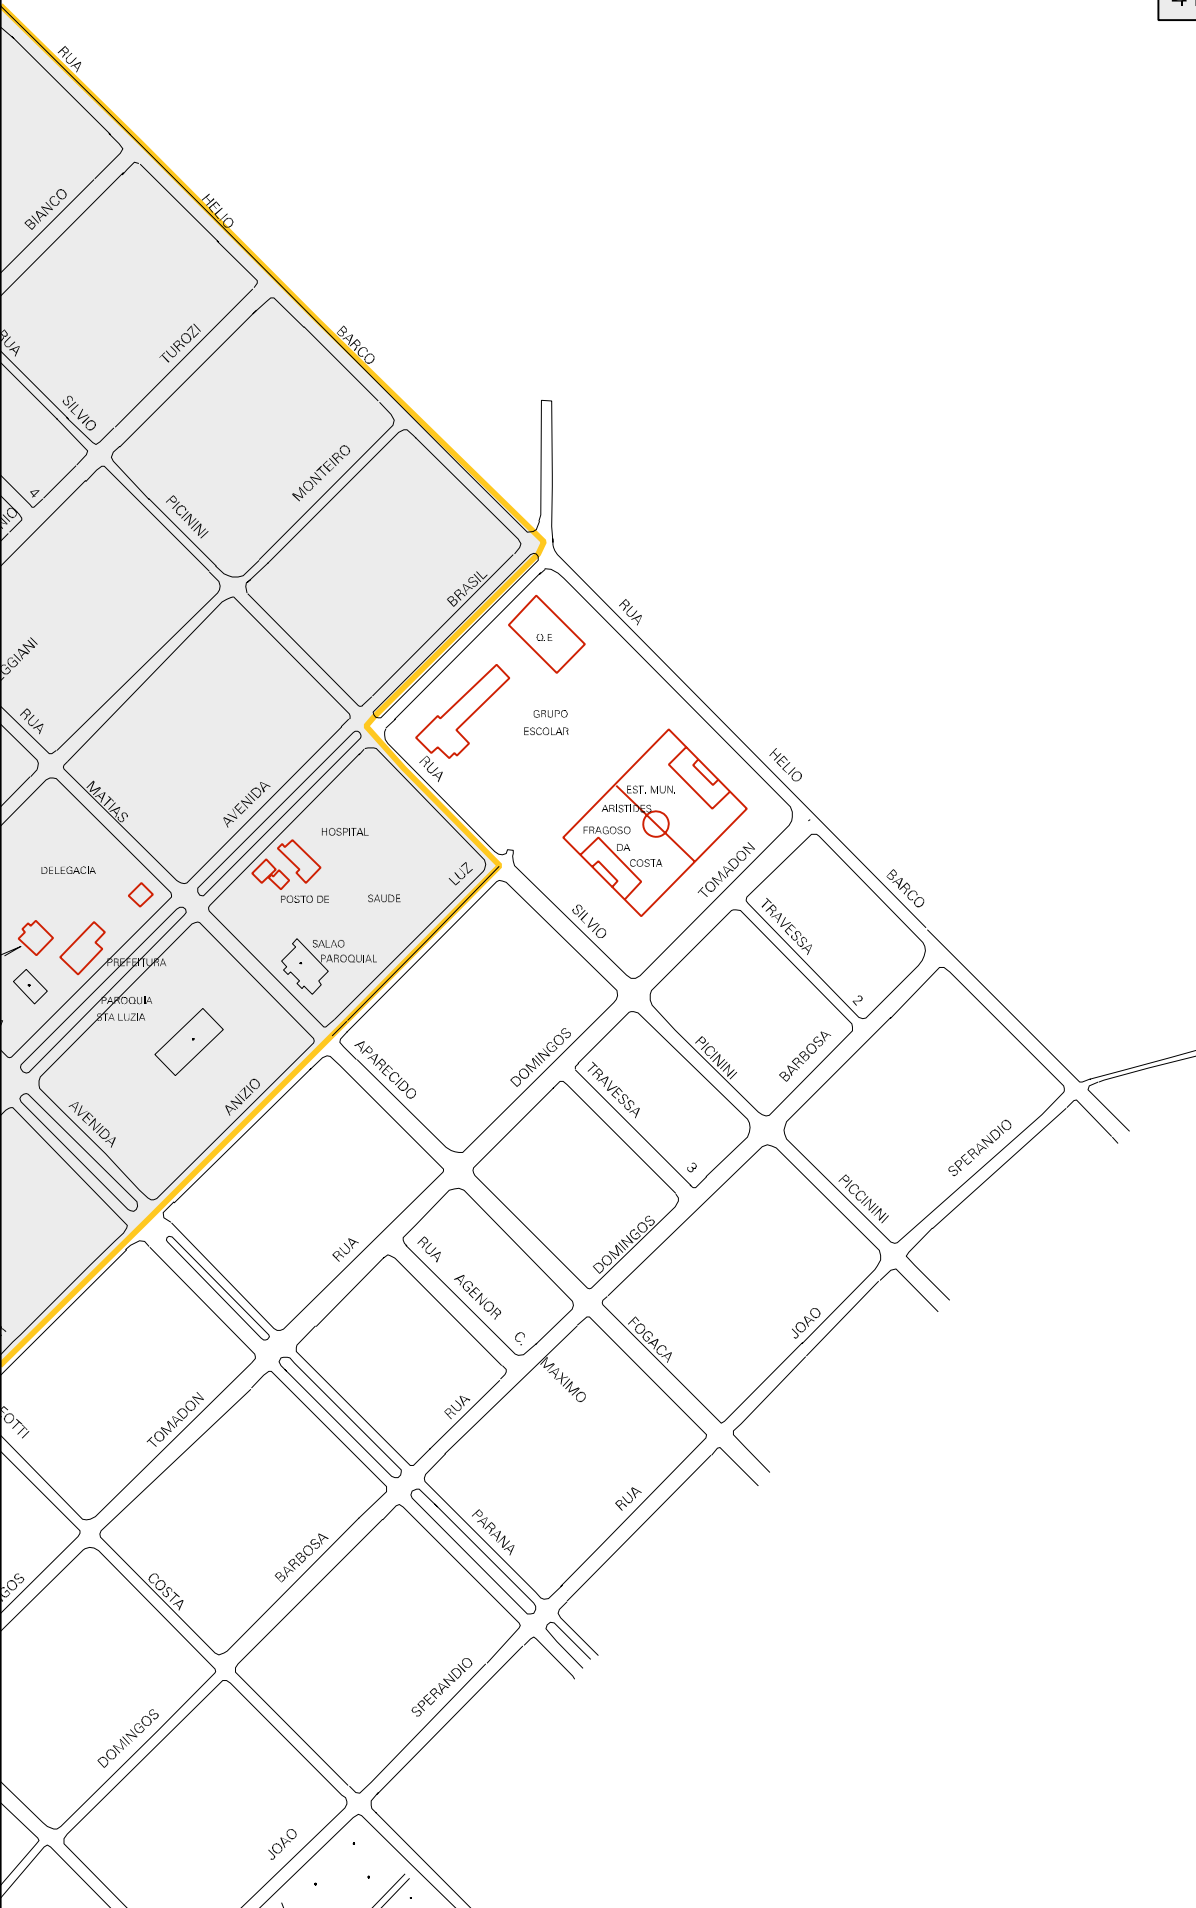 RUA
BIANCO
HELIO
TUROZI
BARCO
SILVIO
4
MONTEIRO
PICININI
BRASIL
RUA
Q.E
GRUPO
ESCOLAR
RUA
RUA
HELIO
MATIAS
AVENIDA
EST. MUN.
ARISTIDES
FRAGOSO
DA
COSTA
HOSPITAL
DELEGACIA
LUZ
TOMADON
BARCO
POSTO DE SAUDE
SILVIO
TRAVESSA
2
SALAO
PAROQUIAL
PREFEITURA
PAROQUIA
STA LUZIA
APARECIDO
DOMINGOS
PICININI
BARBOSA
ANIZIO
AVENIDA
TRAVESSA
3
SPERANDIO
PICCININI
RUA
RUA
AGENOR
C.
MAXIMO
DOMINGOS
FOGACA
JOAO
TOMADON
RUA
PARANA
RUA
COSTA
BARBOSA
SPERANDIO
DOMINGOS
JOAO